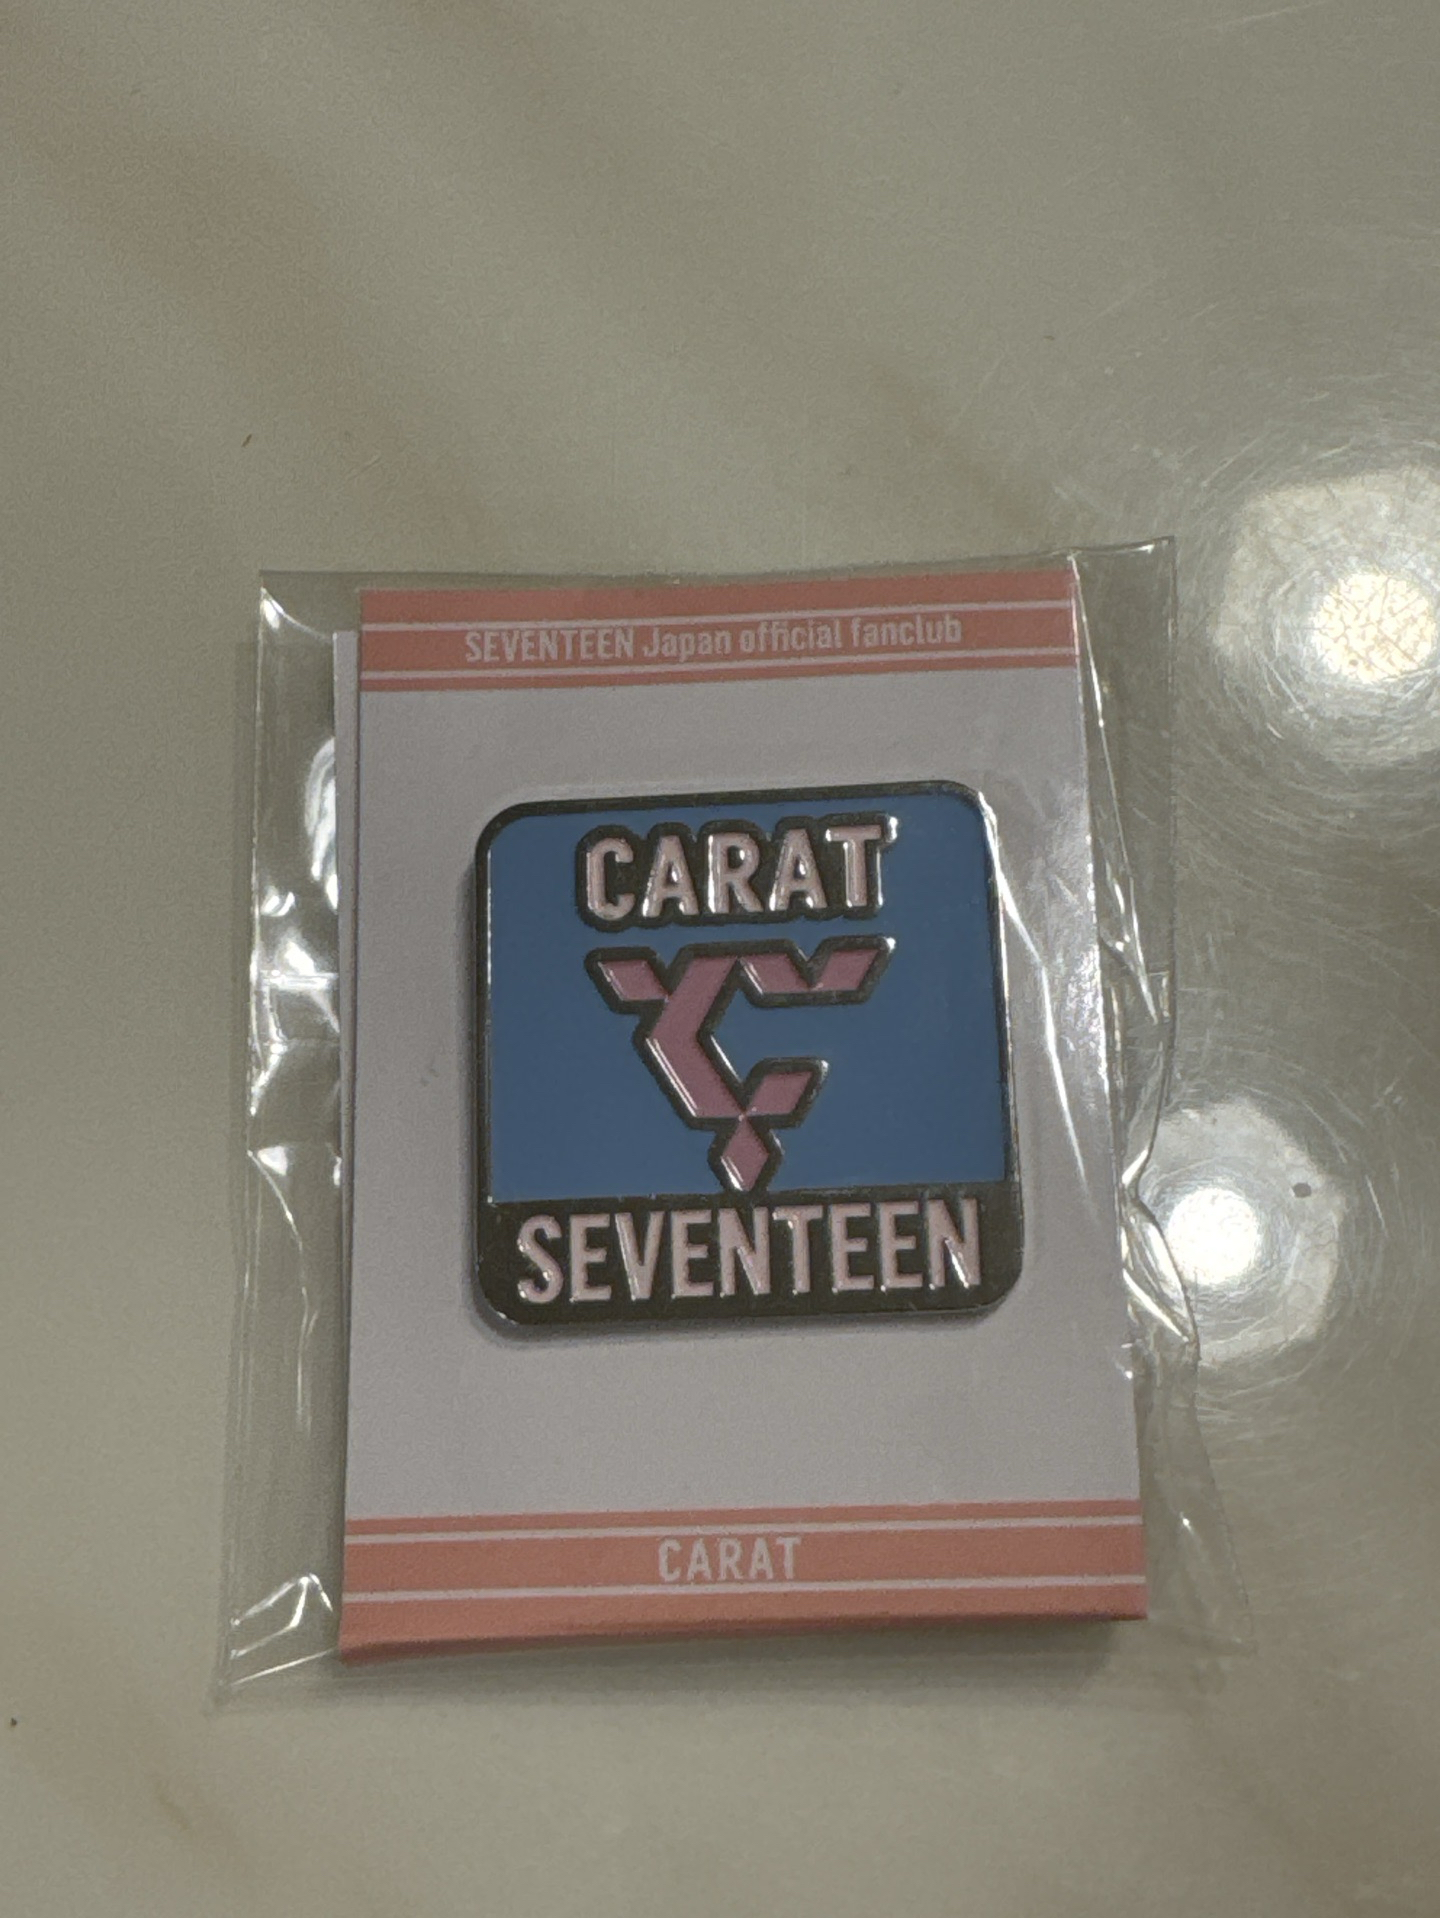 SEVENTEEN Japan official fanclub
CARAT
SEVENTEEN
CARAT